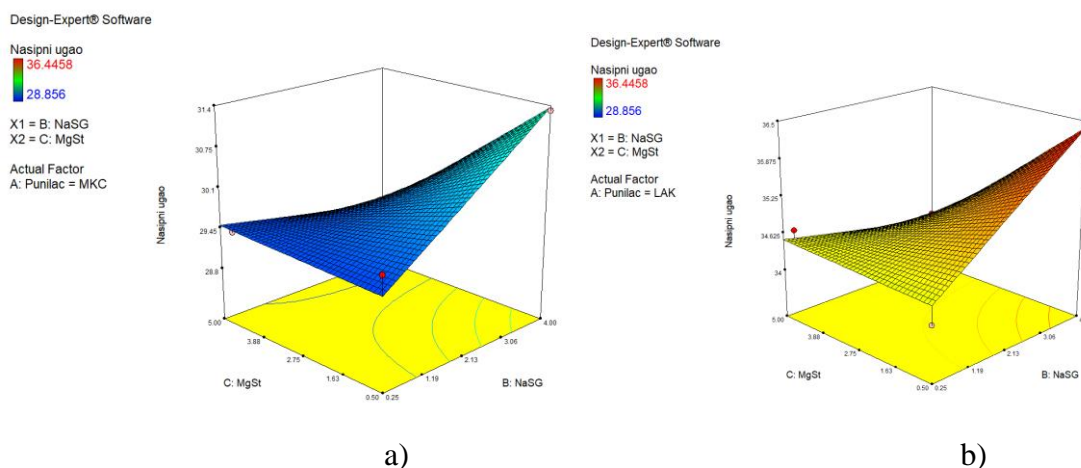 Design-Expert® Software
Nasipni ugao
36.4458
28.856
X1 = B: NaSG
X2 = C: MgSt
Actual Factor
A: Punilac = MKC
31.4
30.75
30.1
29.45
28.8
Nasipni ugao
5.00
3.88
2.75
1.63
0.50
C: MgSt
4.00
3.06
2.13
1.19
0.25
B: NaSG
a)
Design-Expert® Software
Nasipni ugao
36.4458
28.856
X1 = B: NaSG
X2 = C: MgSt
Actual Factor
A: Punilac = LAK
36.5
35.875
35.25
34.625
34
Nasipni ugao
5.00
3.88
2.75
1.63
0.50
C: MgSt
3.06
2.13
1.19
0.25
B: NaSG
b)